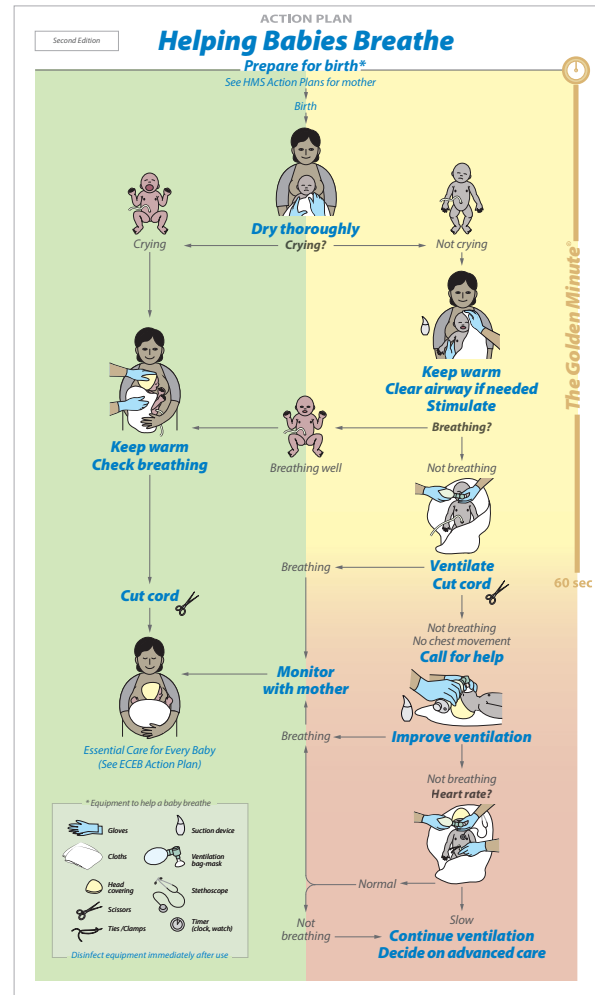 ACTION PLAN
Second Edition
Helping Babies Breathe
Prepare for birth*
See HMS Action Plans for mother
Birth
Dry thoroughly
Crying
Crying?
Not crying
The Golden Minute®
Keep warm
Clear airway if needed
Stimulate
Breathing?
Keep warm
Check breathing
Breathing well
Not breathing
Breathing
Ventilate
Cut cord
60 sec
Cut cord
Not breathing
No chest movement
Call for help
Monitor
with mother
Breathing
Improve ventilation
Essential Care for Every Baby
(See ECEB Action Plan)
Not breathing
Heart rate?
* Equipment to help a baby breathe
Gloves
Suction device
Cloths
Ventilation
bag-mask
Head
covering
Stethoscope
Scissors
Ties /Clamps
Timer
(clock, watch)
Disinfect equipment immediately after use
Normal
Slow
Not
breathing
Continue ventilation
Decide on advanced care